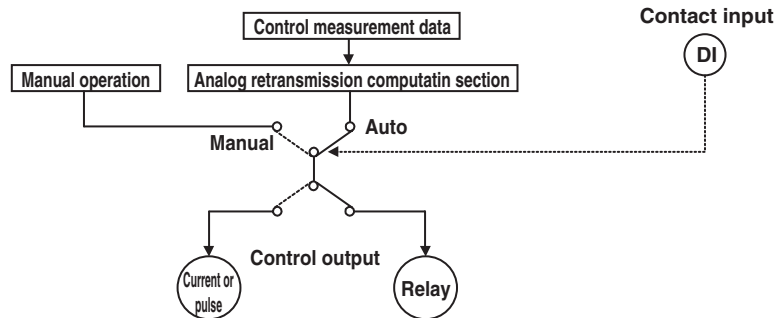 Control measurement data
Contact input
DI
Manual operation
Analog retransmission computatin section
Manual
Auto
Control output
Current or
pulse
Relay